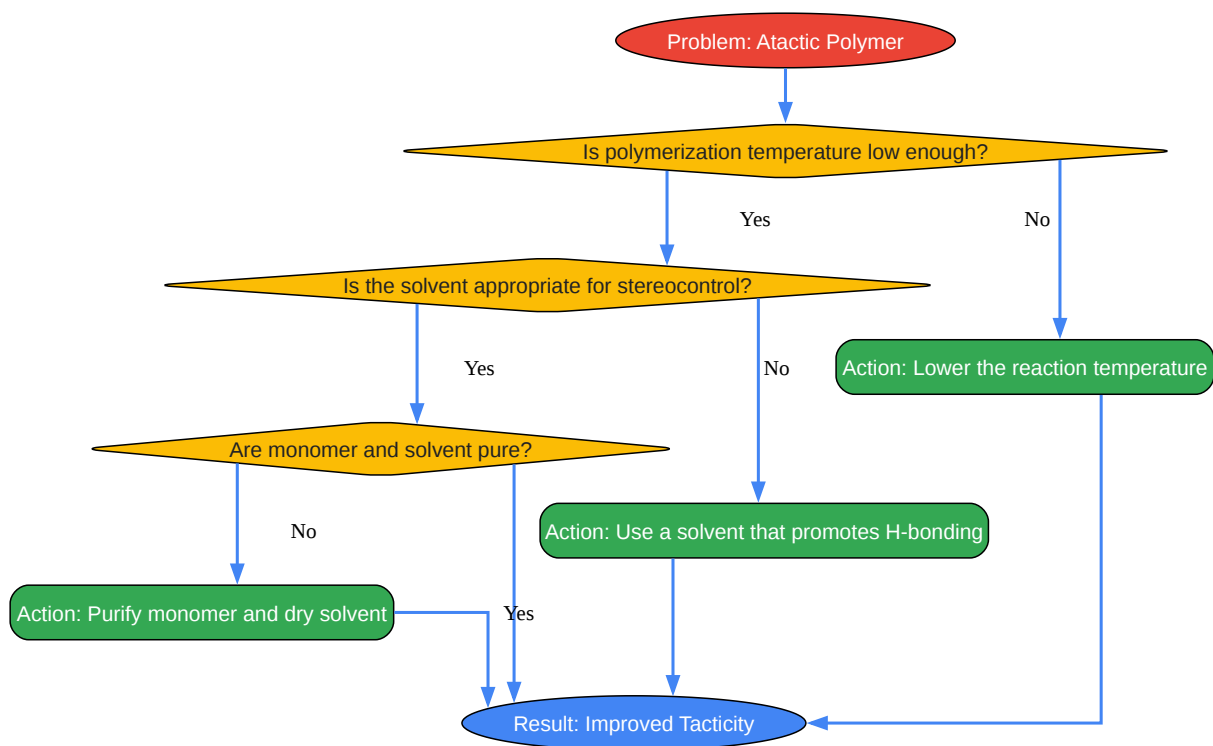 Problem: Atactic Polymer
Is polymerization temperature low enough?
Yes
No
Is the solvent appropriate for stereocontrol?
Yes
No
Action: Lower the reaction temperature
Are monomer and solvent pure?
No
Action: Use a solvent that promotes H-bonding
Action: Purify monomer and dry solvent
Yes
Result: Improved Tacticity